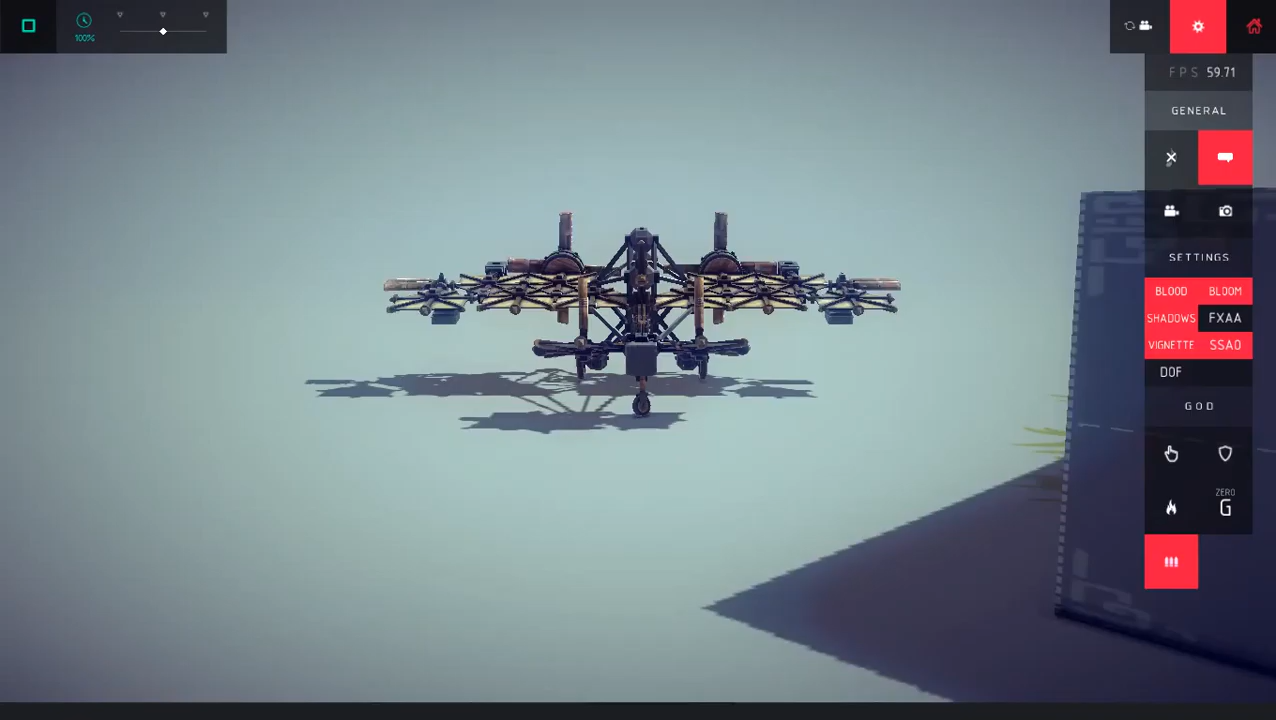 100%
FPS 59.71
GENERAL
SETTINGS
BLOOD BLOOM
SHADOWS FXAA
VIGNETTE SSAO
DOF
GOD
ZERO
G